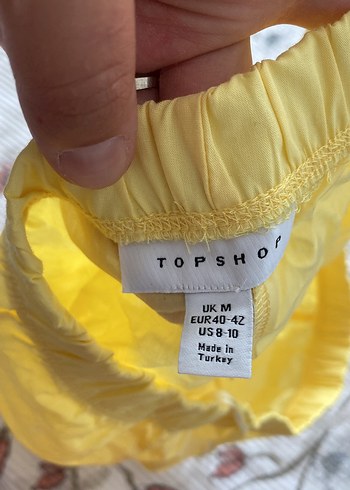 TOPSHOP
UK M
EUR40-42
US 8-10
Made in
Turkey